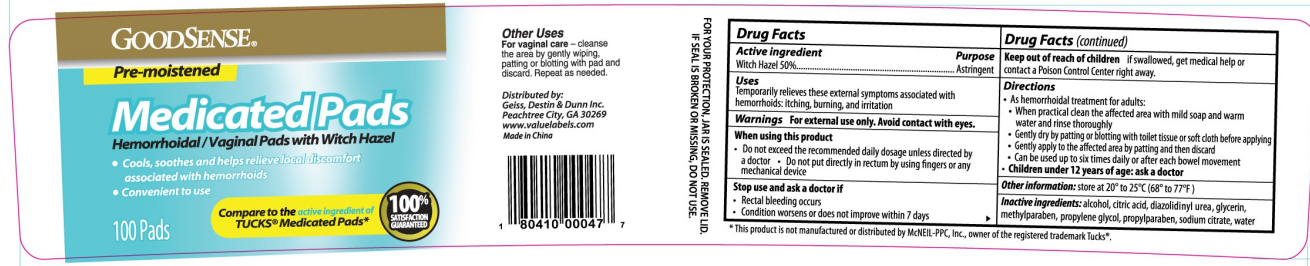 GOODSENSE®
Pre-moistened
Medicated Pads
Hemorrhoidal / Vaginal Pads with Witch Hazel
• Cools, soothes and helps relieve local discomfort
associated with hemorrhoids
• Convenient to use
100 Pads
Compare to the active ingredient of
TUCKS® Medicated Pads*
100%
SATISFACTION
GUARANTEED
Other Uses
For vaginal care – cleanse
the area by gently wiping,
patting or blotting with pad and
discard. Repeat as needed.
Distributed by:
Geiss, Destin & Dunn Inc.
Peachtree City, GA 30269
www.valuelabels.com
Made in China
1 80410 00047 7
FOR YOUR PROTECTION, JAR IS SEALED. REMOVE LID.
IF SEAL IS BROKEN OR MISSING, DO NOT USE.
Drug Facts
Active ingredient Purpose
Witch Hazel 50%........................................ Astringent
Uses
Temporarily relieves these external symptoms associated with
hemorrhoids: itching, burning, and irritation
Warnings For external use only. Avoid contact with eyes.
When using this product
• Do not exceed the recommended daily dosage unless directed by
a doctor • Do not put directly in rectum by using fingers or any
mechanical device
Stop use and ask a doctor if
• Rectal bleeding occurs
• Condition worsens or does not improve within 7 days
Drug Facts (continued)
Keep out of reach of children if swallowed, get medical help or
contact a Poison Control Center right away.
Directions
• As hemorrhoidal treatment for adults:
• When practical clean the affected area with mild soap and warm
water and rinse thoroughly
• Gently dry by patting or blotting with toilet tissue or soft cloth before applying
• Gently apply to the affected area by patting and then discard
• Can be used up to six times daily or after each bowel movement
• Children under 12 years of age: ask a doctor
Other information: store at 20° to 25°C (68° to 77°F )
Inactive ingredients: alcohol, citric acid, diazolidinyl urea, glycerin,
methylparaben, propylene glycol, propylparaben, sodium citrate, water
* This product is not manufactured or distributed by McNEIL-PPC, Inc., owner of the registered trademark Tucks®.